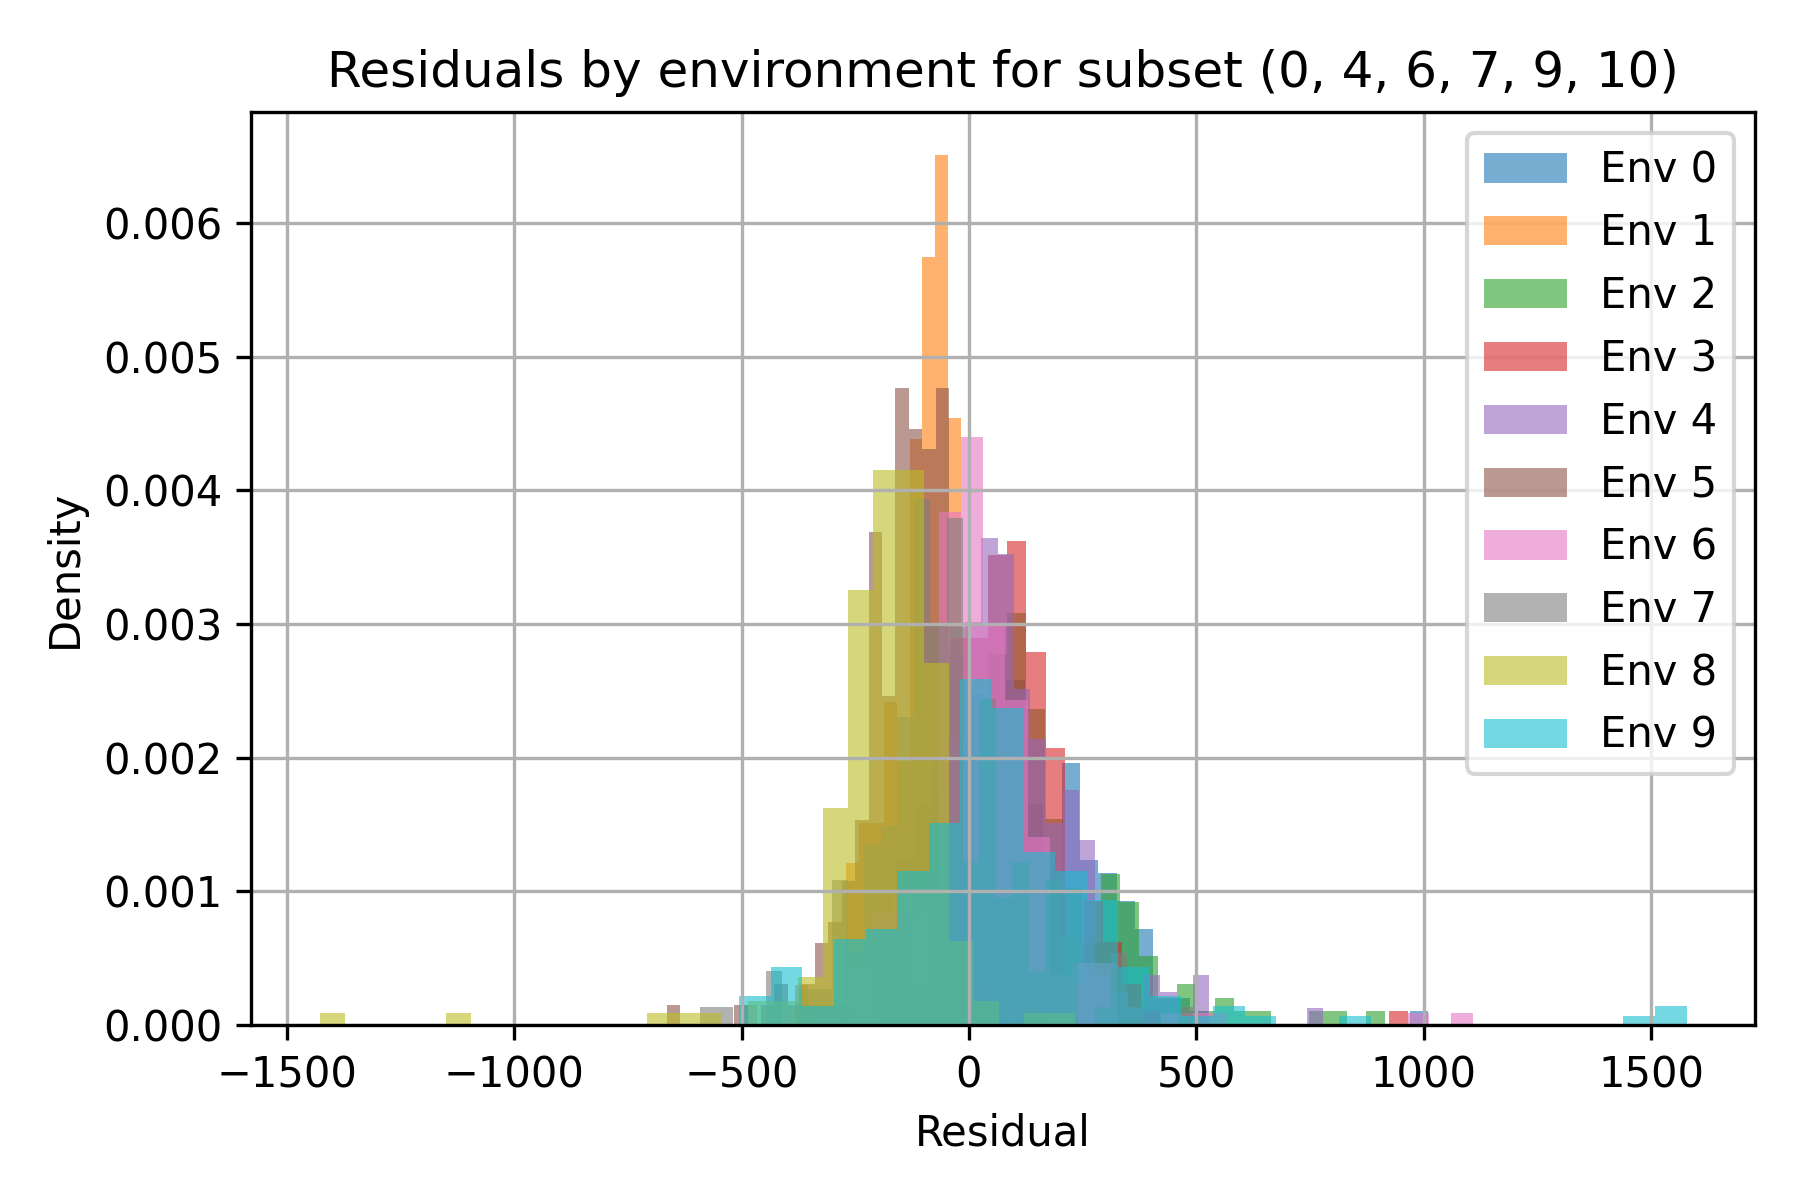 Residuals by environment for subset (0, 4, 6, 7, 9, 10)
Density
0.006
0.005
0.004
0.003
0.002
0.001
0.000
−1500
−1000
−500
0
500
1000
1500
Residual
Env 0
Env 1
Env 2
Env 3
Env 4
Env 5
Env 6
Env 7
Env 8
Env 9